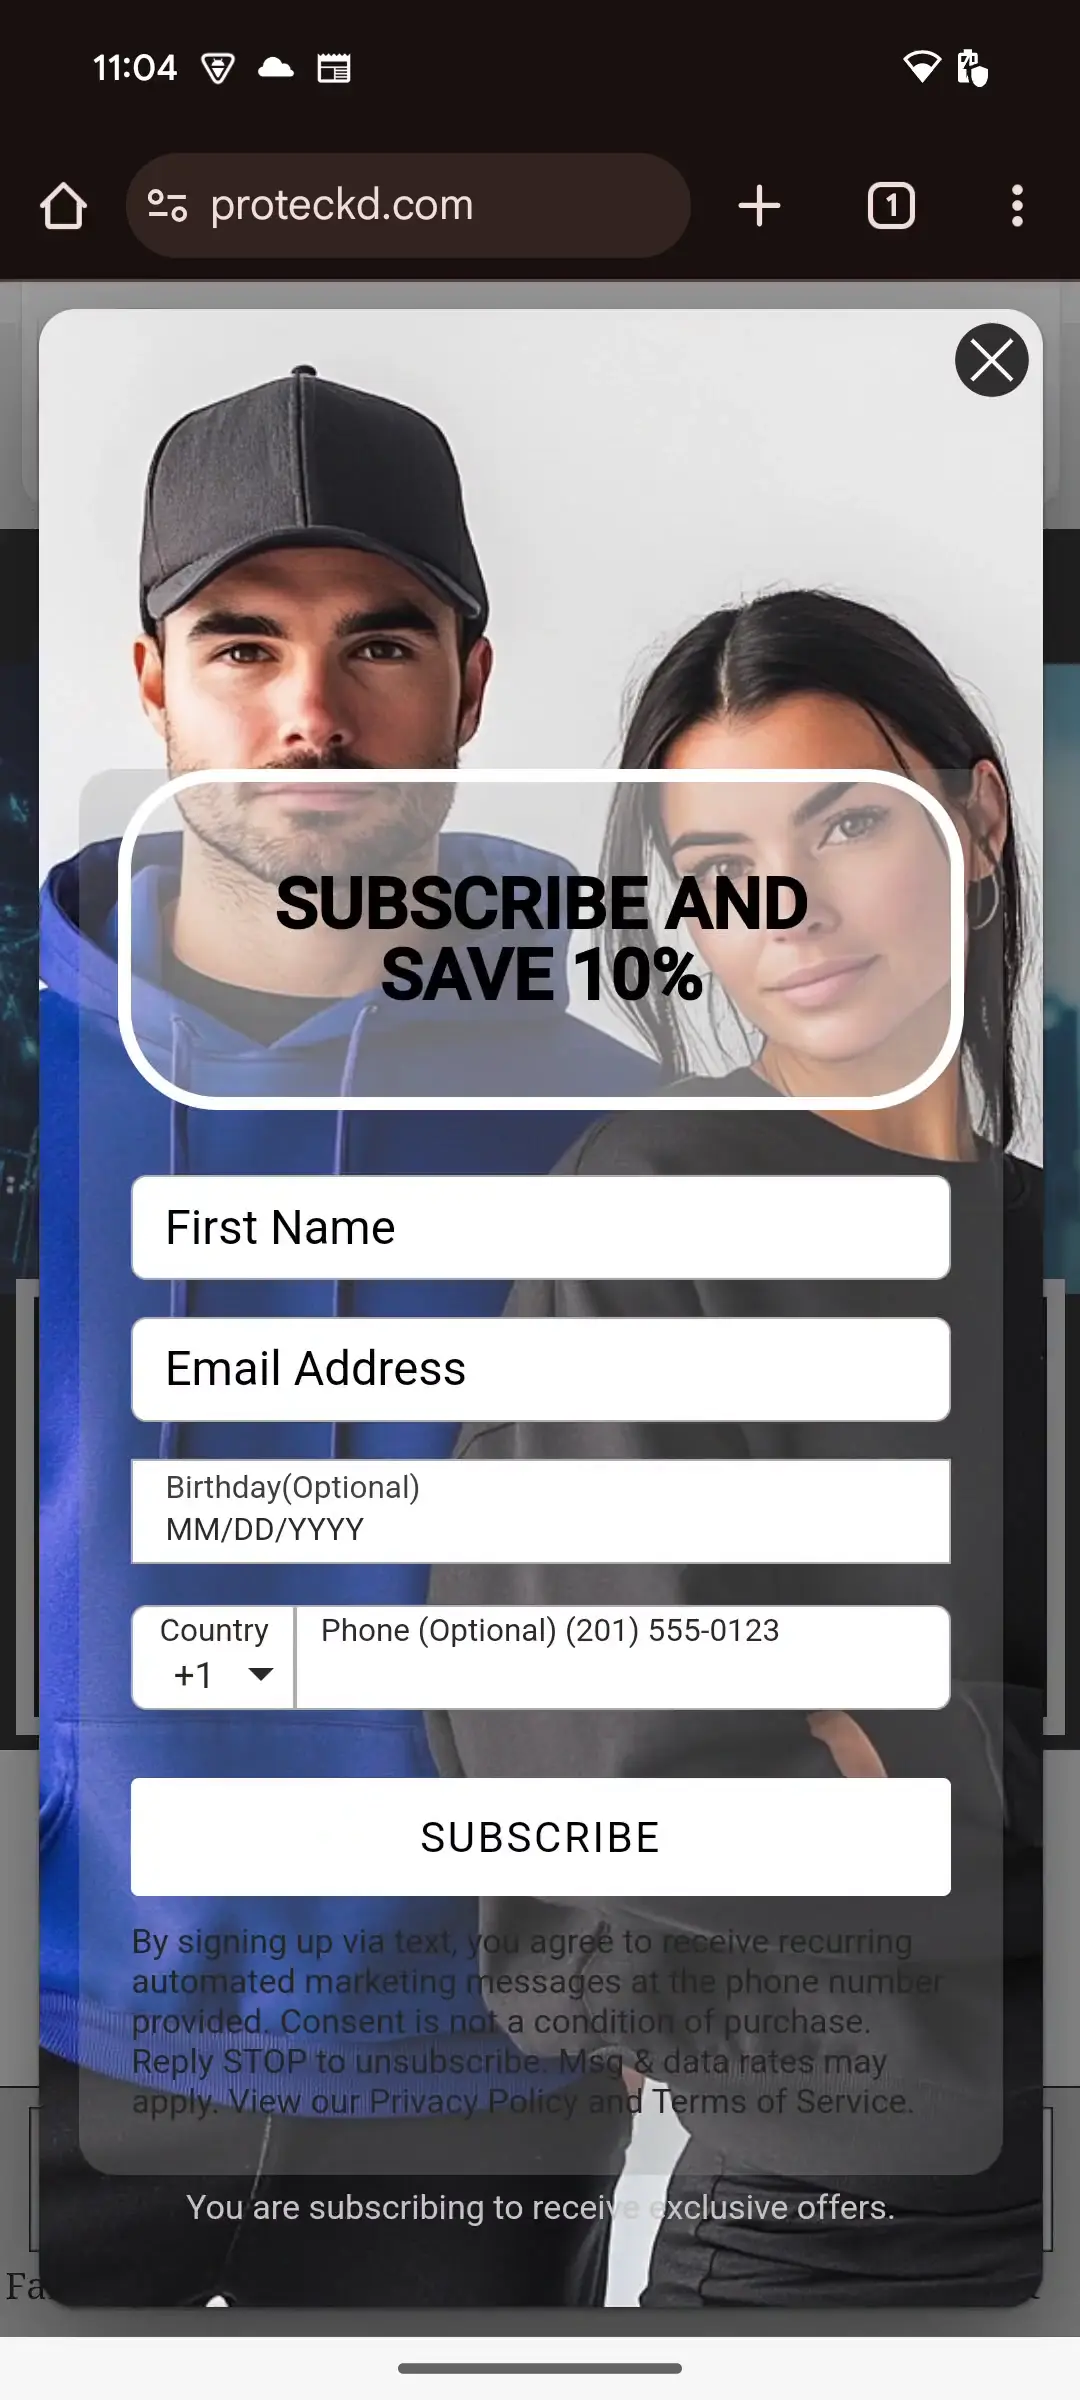 11:04
proteckd.com
1
SUBSCRIBE AND
SAVE 10%
First Name
Email Address
Birthday(Optional)
MM/DD/YYYY
Country
+1
Phone (Optional) (201) 555-0123
SUBSCRIBE
By signing up via text, you agree to receive recurring
automated marketing messages at the phone number
provided. Consent is not a condition of purchase.
Reply STOP to unsubscribe. Msg & data rates may
apply. View our Privacy Policy and Terms of Service.
You are subscribing to receive exclusive offers.